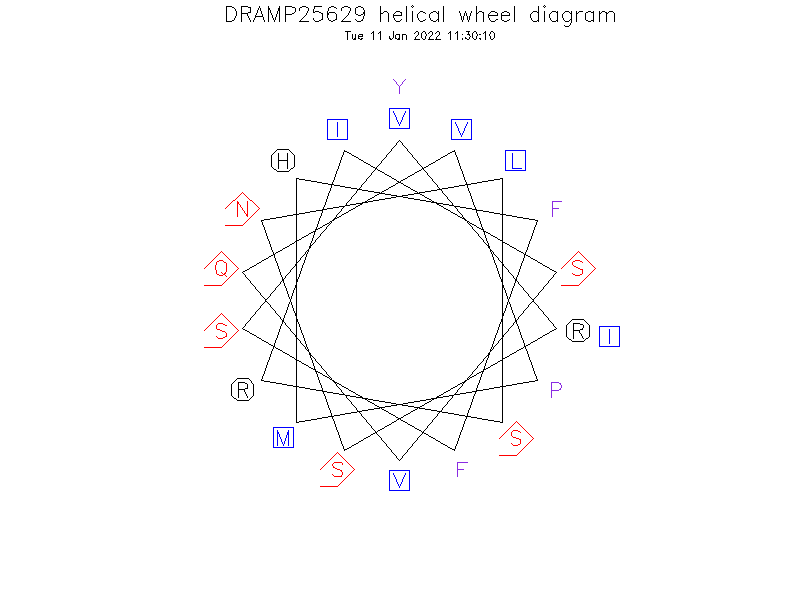 DRAMP25629 helical wheel diagram
Tue 11 Jan 2022 11:30:10
Y
I V V
H L
N F
Q S
S R I
R P
M S
S V F